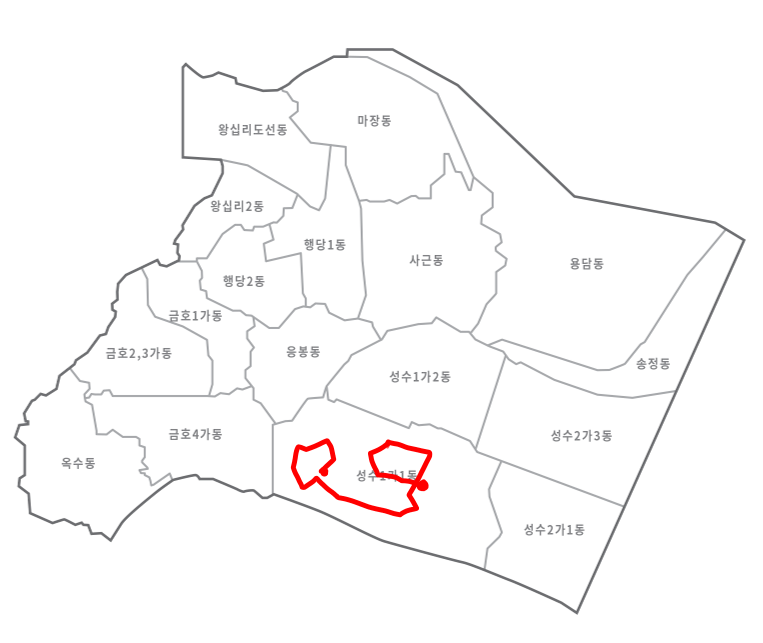 마장동
왕십리도선동
왕십리2동
행당1동
사근동
용담동
행당2동
금호1가동
금호2,3가동
응봉동
송정동
성수1가2동
금호4가동
성수2가3동
옥수동
성수1가1동
성수2가1동